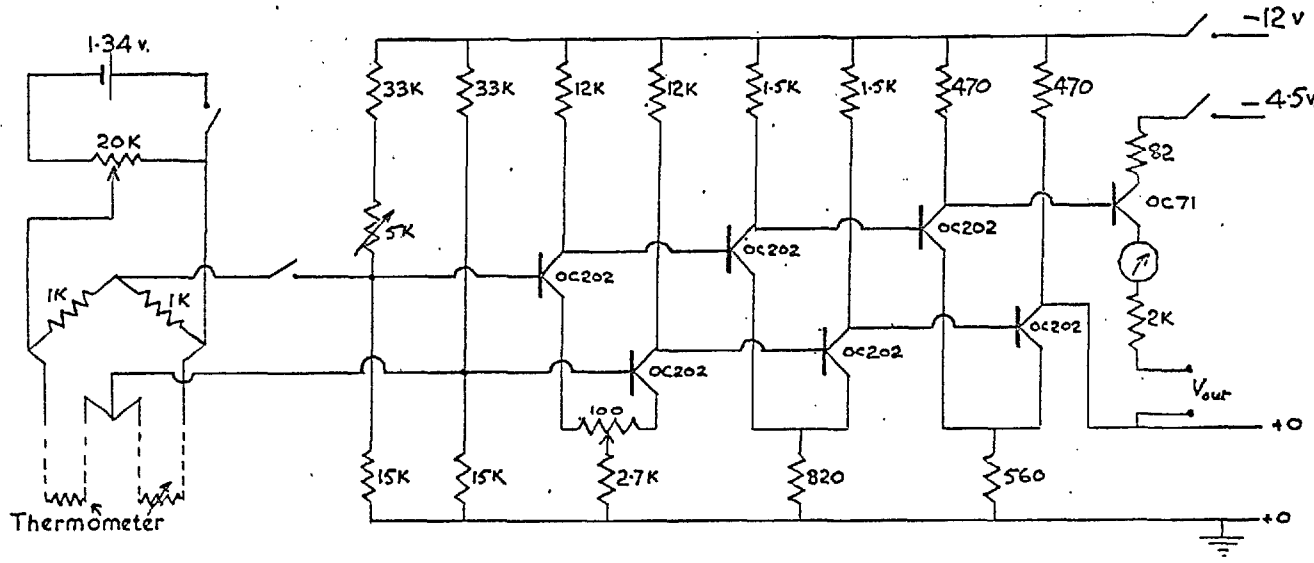 -12v
1.34 v.
33K 33K 12K 12K 1.5K 1.5K 470 470
-4.5v
20K
82
OC71
5K
OC202
OC202
OC202
1K 1K
2K
OC202
OC202
OC202
100
Vout
+0
15K 15K 2.7K 820 560
Thermometer
+0